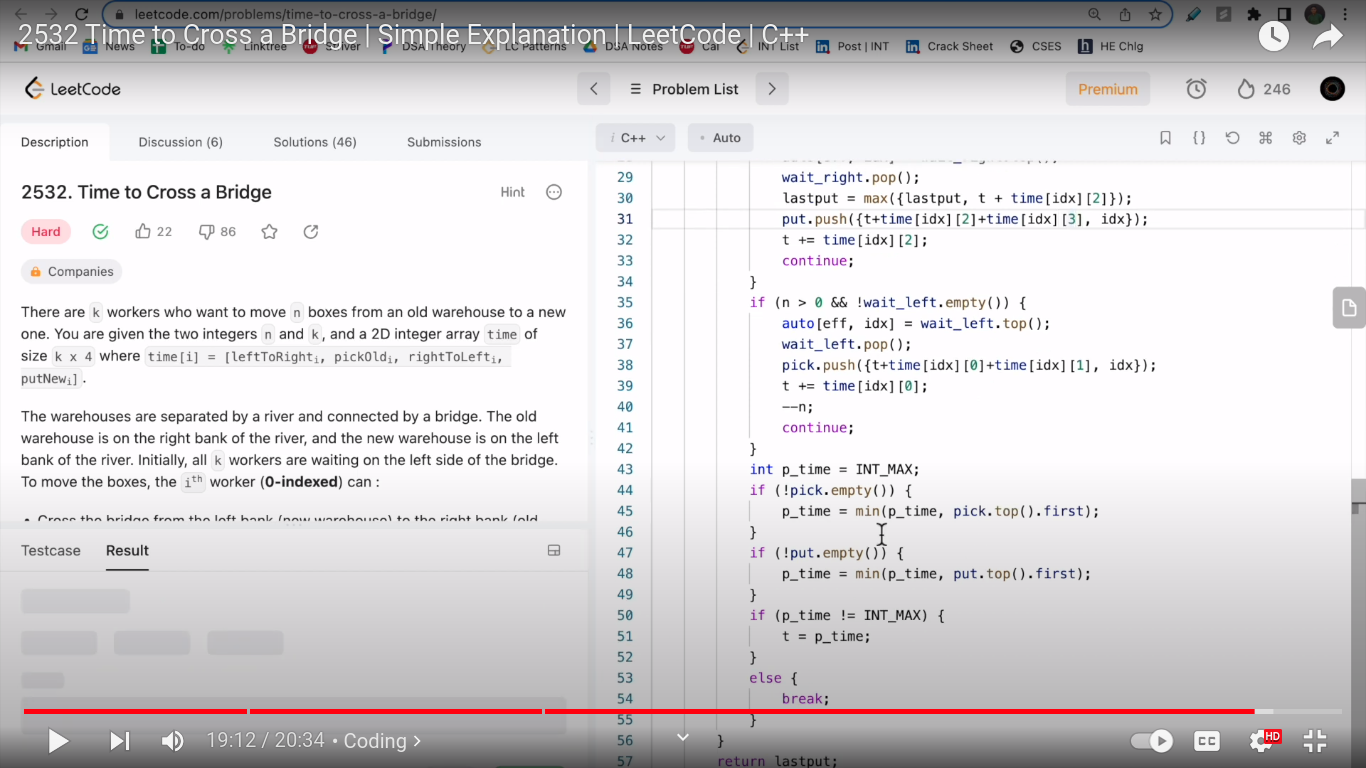 leetcode.com/problems/time-to-cross-a-bridge/
2532 Time to Cross a Bridge | Simple Explanation | LeetCode | C++
Gmail News To-do Linktree Solver DSA Theory LC Patterns DSA Notes Car INT List Post | INT Crack Sheet CSES HE Chlg
LeetCode
Problem List
Premium
246
Description Discussion (6) Solutions (46) Submissions
i C++ Auto
2532. Time to Cross a Bridge
Hint
Hard 22 86
Companies
There are k workers who want to move n boxes from an old warehouse to a new
one. You are given the two integers n and k, and a 2D integer array time of
size k x 4 where time[i] = [leftToRighti, pickOldi, rightToLefti,
putNewi].
The warehouses are separated by a river and connected by a bridge. The old
warehouse is on the right bank of the river, and the new warehouse is on the left
bank of the river. Initially, all k workers are waiting on the left side of the bridge.
To move the boxes, the ith worker (0-indexed) can :
• Cross the bridge from the left bank (new warehouse) to the right bank (old
Testcase Result
29 wait_right.pop();
30 lastput = max({lastput, t + time[idx][2]});
31 put.push({t+time[idx][2]+time[idx][3], idx});
32 t += time[idx][2];
33 continue;
34 }
35 if (n > 0 && !wait_left.empty()) {
36 auto[eff, idx] = wait_left.top();
37 wait_left.pop();
38 pick.push({t+time[idx][0]+time[idx][1], idx});
39 t += time[idx][0];
40 --n;
41 continue;
42 }
43 int p_time = INT_MAX;
44 if (!pick.empty()) {
45 p_time = min(p_time, pick.top().first);
46 }
47 if (!put.empty()) {
48 p_time = min(p_time, put.top().first);
49 }
50 if (p_time != INT_MAX) {
51 t = p_time;
52 }
53 else {
54 break;
55 }
56 }
57 return lastput;
19:12 / 20:34 • Coding >
CC
HD